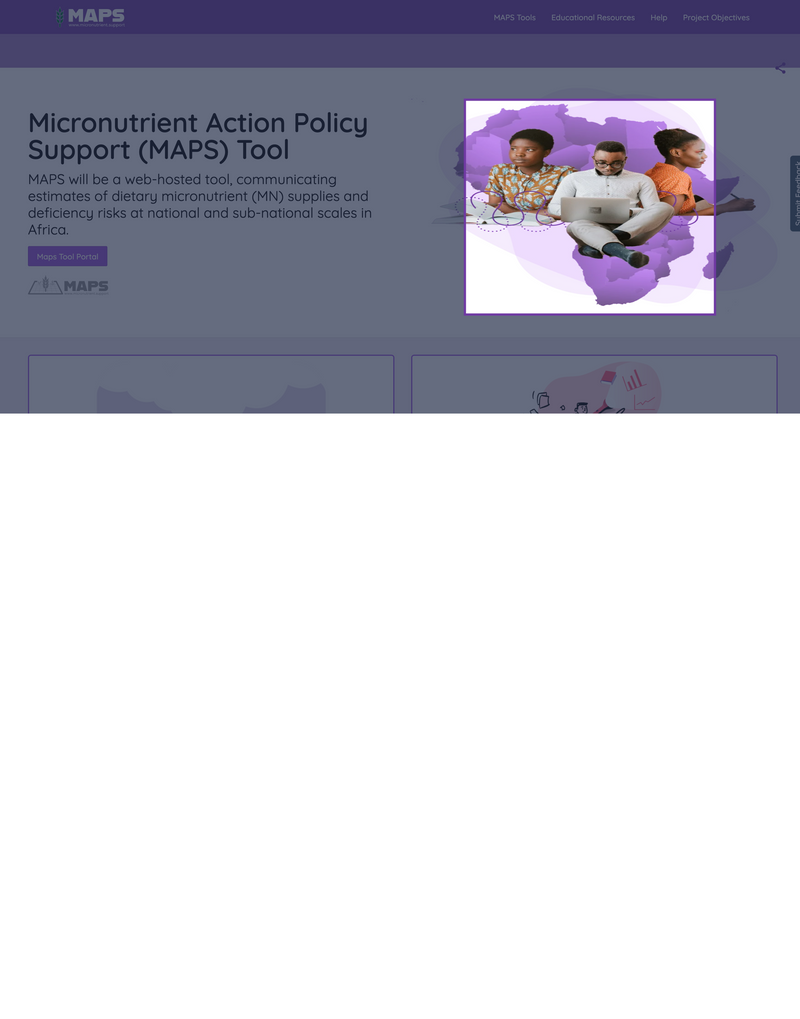 MAPS
MAPS Tools
Educational Resources
Help
Project Objectives
Micronutrient Action Policy
Support (MAPS) Tool
MAPS will be a web-hosted tool, communicating
estimates of dietary micronutrient (MN) supplies and
deficiency risks at national and sub-national scales in
Africa.
Maps Tool Portal
MAPS
Submit Feedback